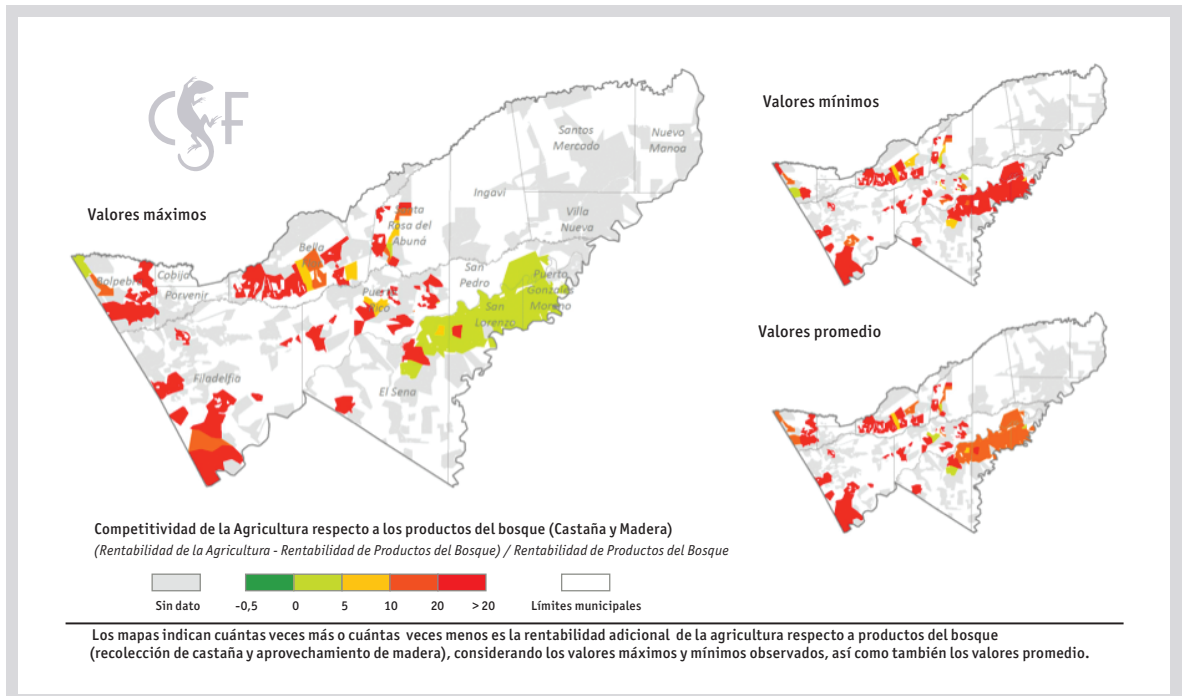 CSF
Valores máximos
Santos
Mercado
Nuevo
Manoa
Ingavi
Villa
Nueva
Santa
Rosa del
Abuná
Bella
San
Pedro
Puerto
Gonzales
Moreno
San
Lorenzo
Puerto
Rico
Bolpebra
Cobija
Porvenir
Filadelfia
El Sena
Valores mínimos
Valores promedio
Competitividad de la Agricultura respecto a los productos del bosque (Castaña y Madera)
(Rentabilidad de la Agricultura - Rentabilidad de Productos del Bosque) / Rentabilidad de Productos del Bosque
Sin dato -0,5 0 5 10 20 > 20 Límites municipales
Los mapas indican cuántas veces más o cuántas veces menos es la rentabilidad adicional de la agricultura respecto a productos del bosque
(recolección de castaña y aprovechamiento de madera), considerando los valores máximos y mínimos observados, así como también los valores promedio.